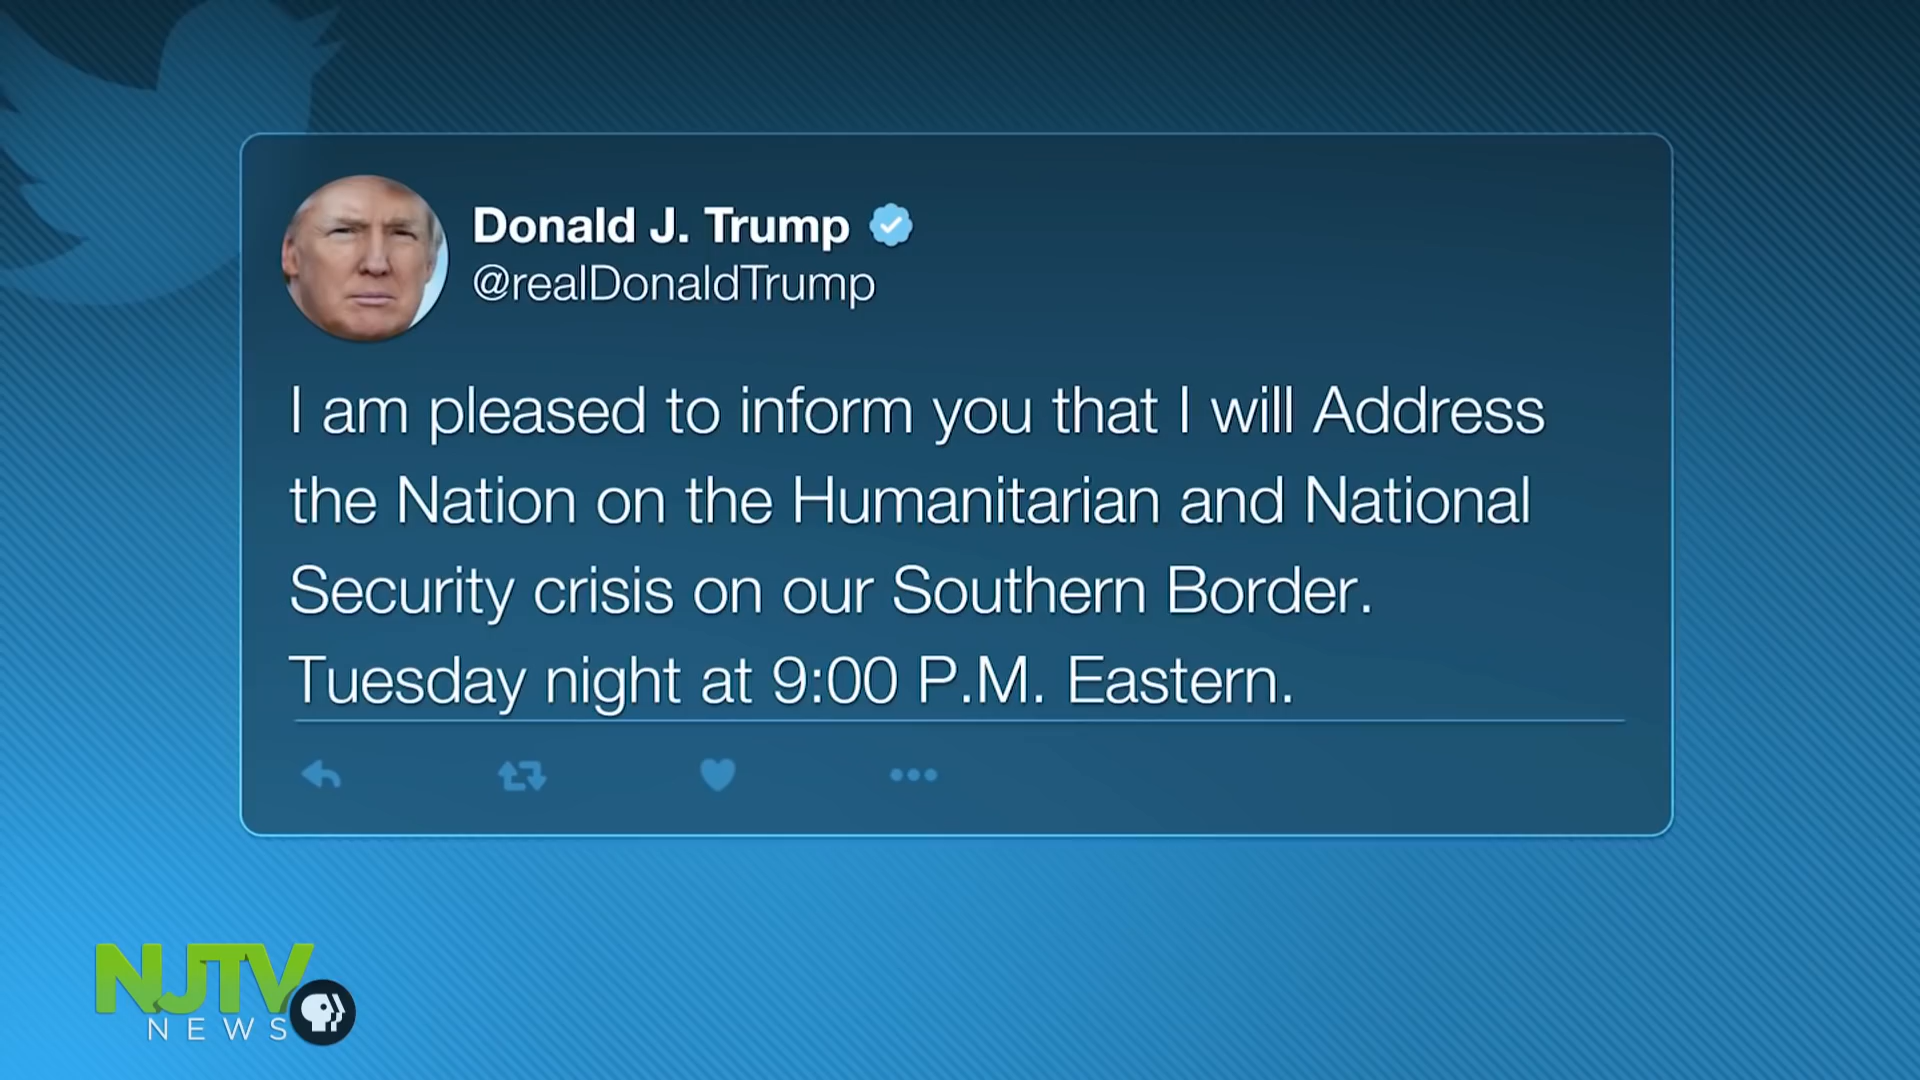 Donald J. Trump
@realDonaldTrump
I am pleased to inform you that I will Address
the Nation on the Humanitarian and National
Security crisis on our Southern Border.
Tuesday night at 9:00 P.M. Eastern.
NJTV
NEWS